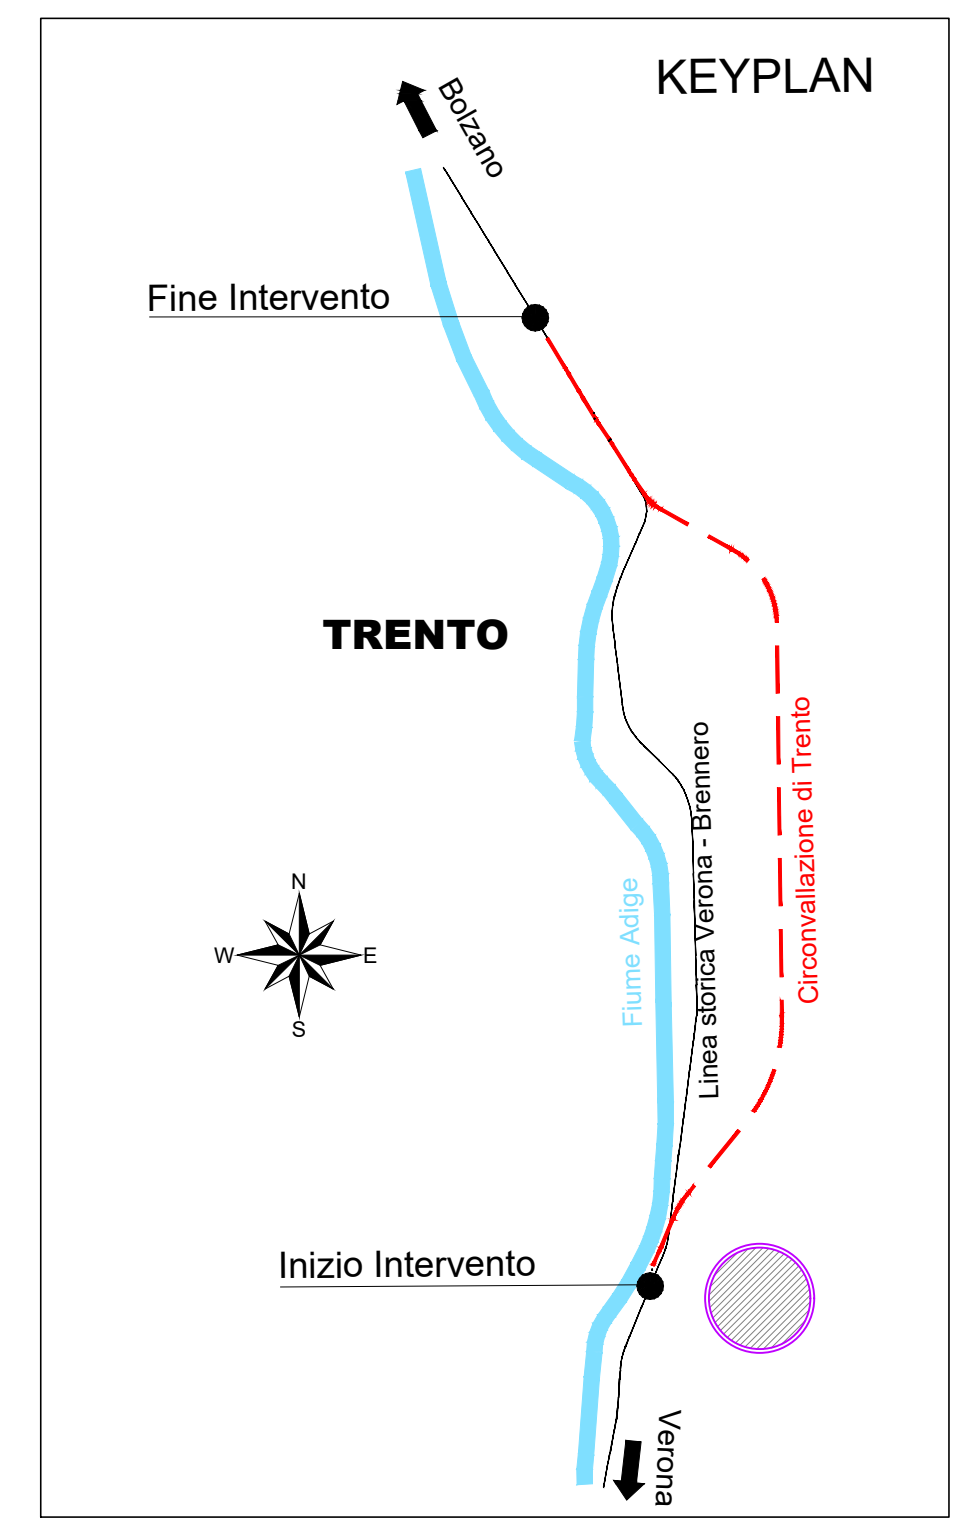 KEYPLAN
Bolzano
Fine Intervento
TRENTO
Circonvallazione di Trento
Linea storica Verona - Brennero
Fiume Adige
N
W
E
S
Inizio Intervento
Verona